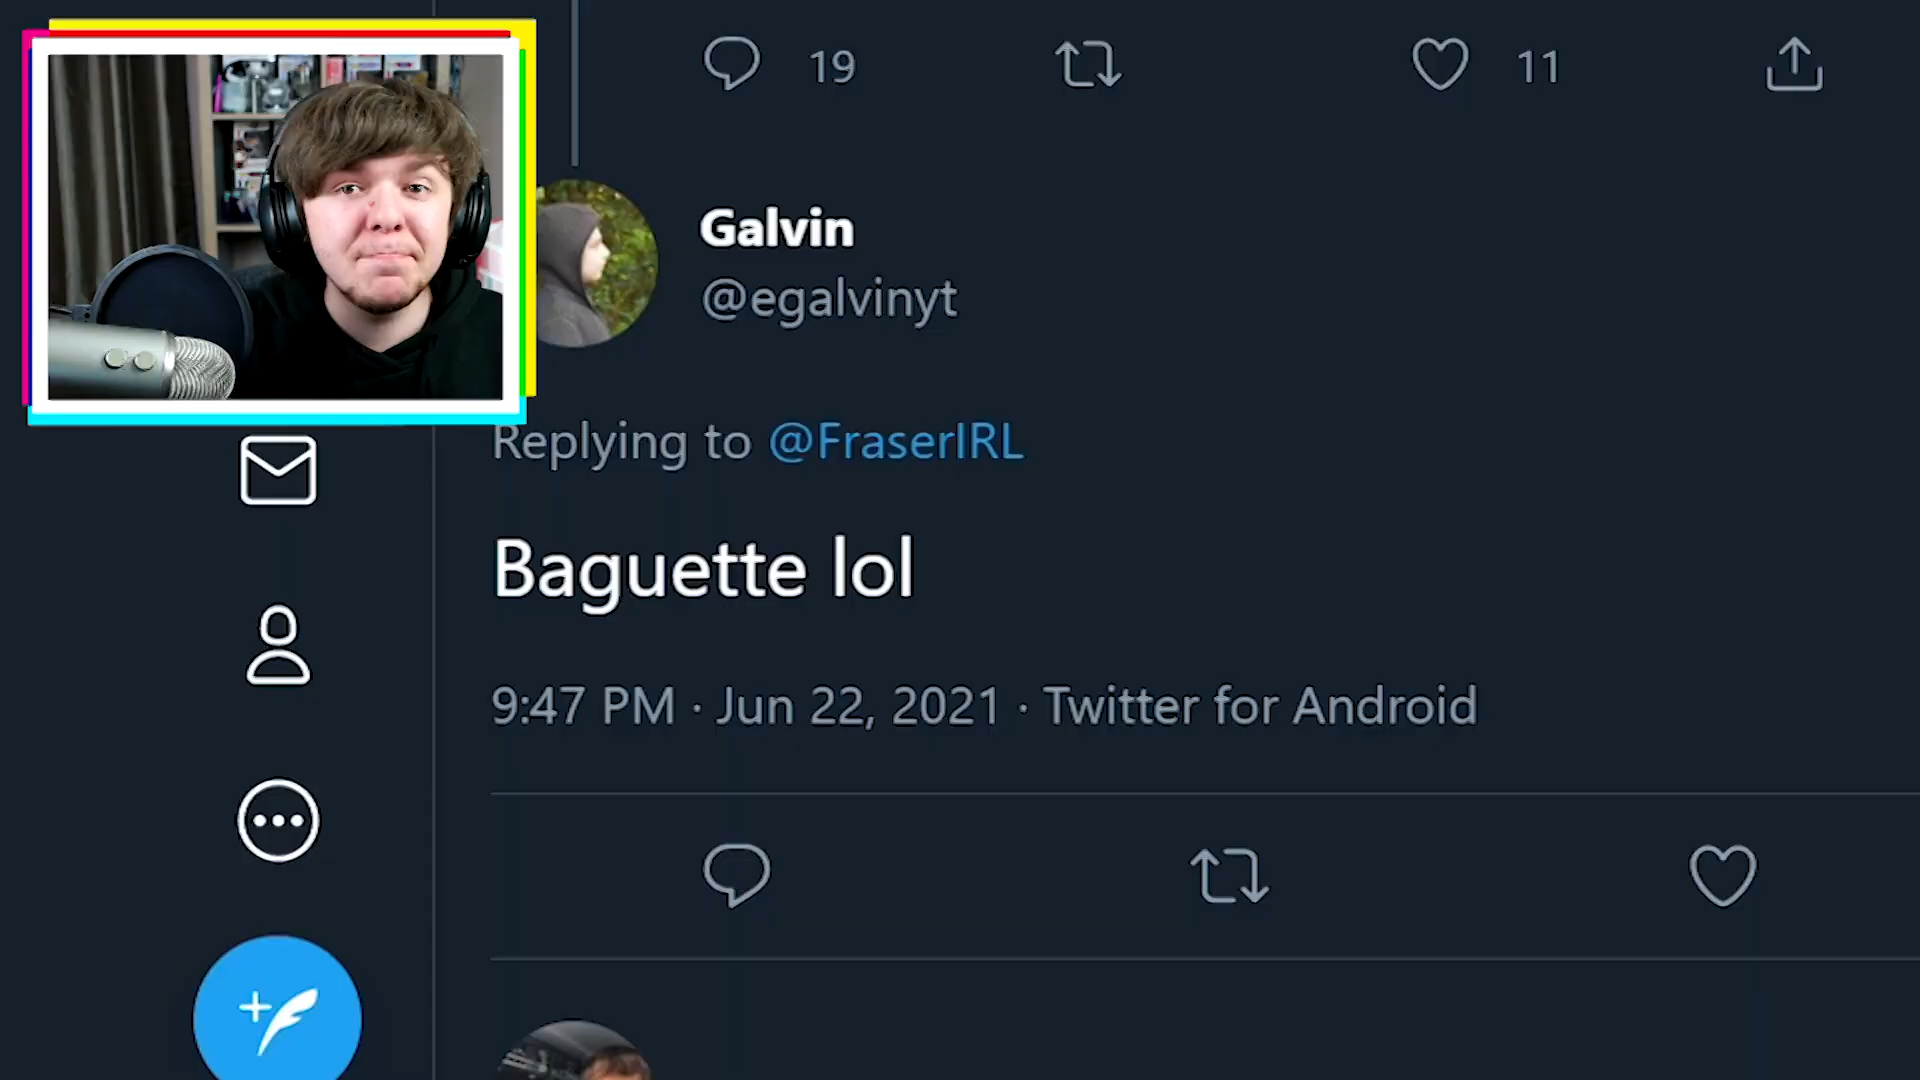 19 11
Galvin
@egalvinyt
Replying to @FraserIRL
Baguette lol
9:47 PM · Jun 22, 2021 · Twitter for Android